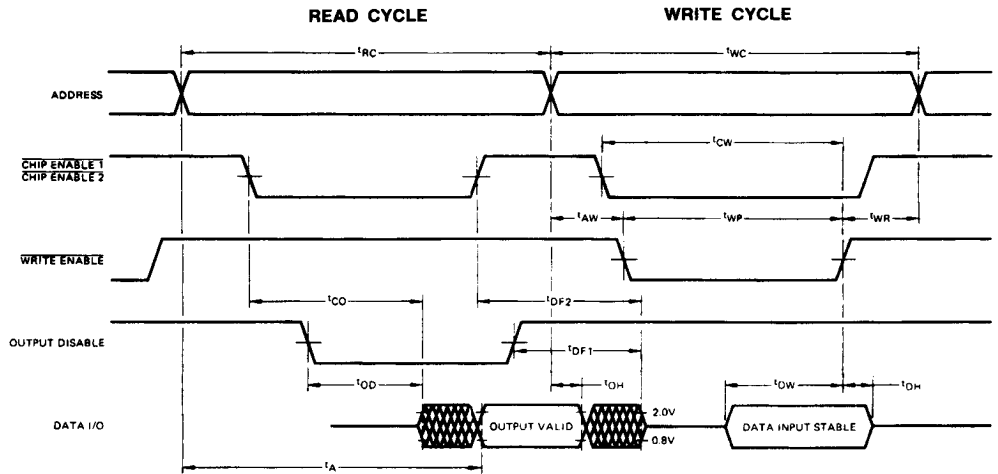 READ CYCLE WRITE CYCLE
tRC tWC
ADDRESS
tCW
CHIP ENABLE 1
CHIP ENABLE 2
tAW tWP tWR
WRITE ENABLE
tCO tDF2
OUTPUT DISABLE
tDF1
tOD tOH tDW tDH
2.0V
DATA I/O OUTPUT VALID DATA INPUT STABLE
0.8V
tA